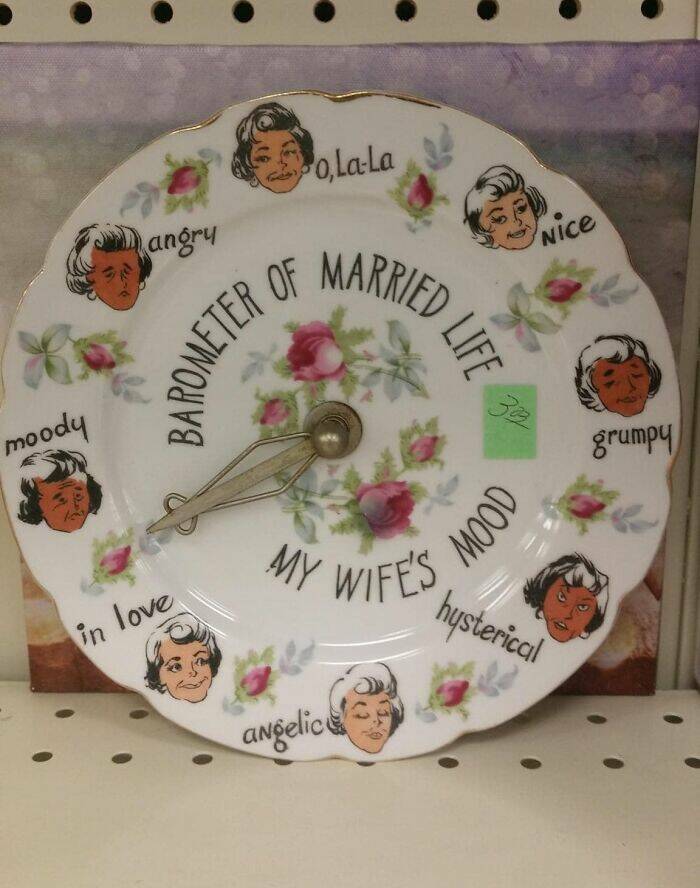 BAROMETER OF MARRIED LIFE
MY WIFE'S MOOD
O,La-La
NICE
grumpy
hysterical
angelic
in love
moody
angry